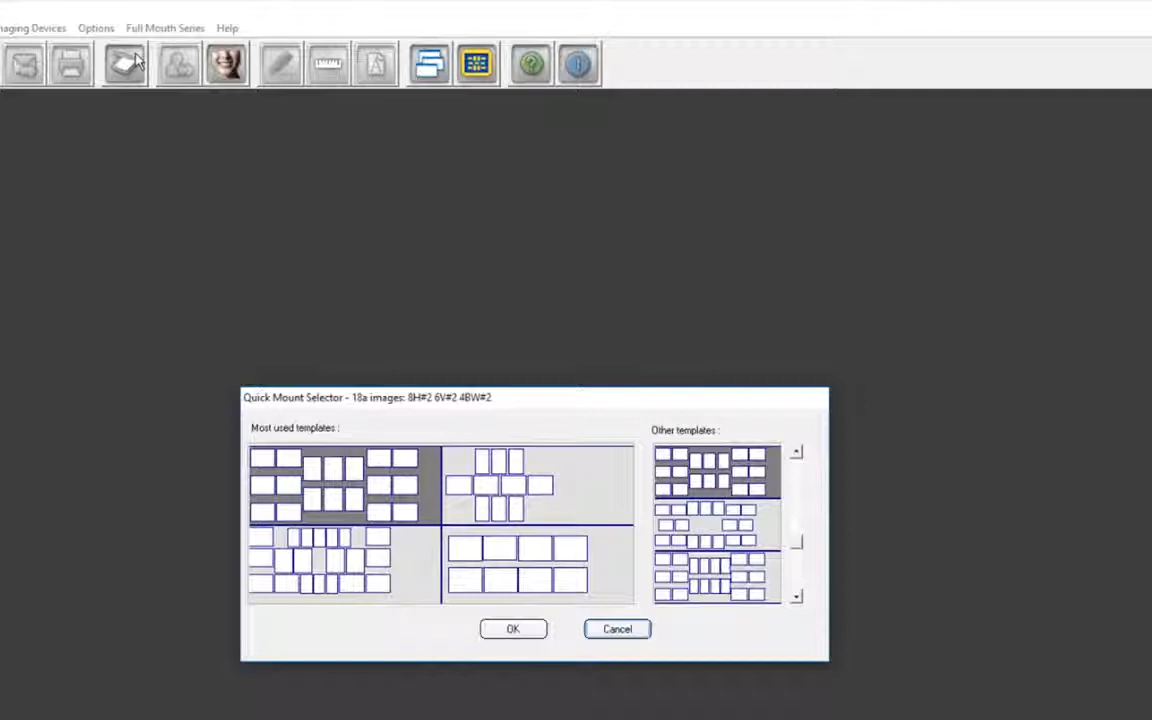 naging Devices Options Full Mouth Series Help
Quick Mount Selector - 18a images: 8H#2 6V#2 4BW#2
Most used templates :
Other templates :
OK Cancel